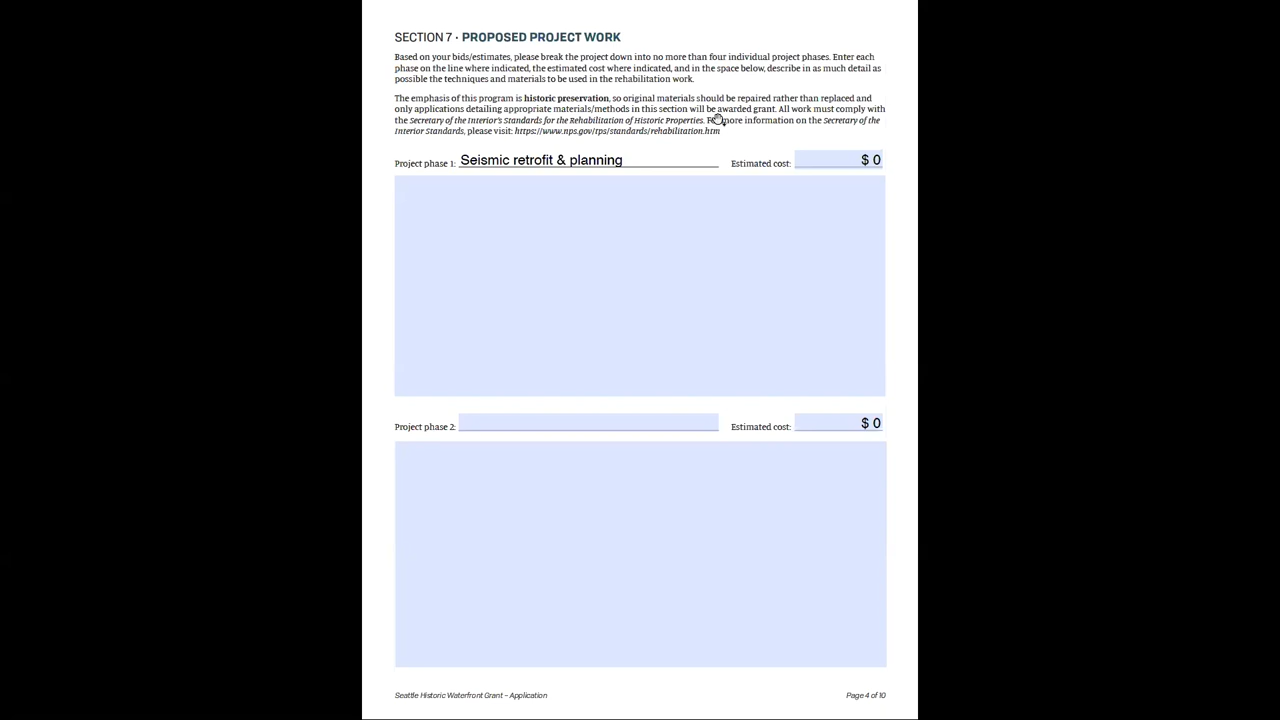 SECTION 7 · PROPOSED PROJECT WORK
Based on your bids/estimates, please break the project down into no more than four individual project phases. Enter each
phase on the line where indicated, the estimated cost where indicated, and in the space below, describe in as much detail as
possible the techniques and materials to be used in the rehabilitation work.
The emphasis of this program is historic preservation, so original materials should be repaired rather than replaced and
only applications detailing appropriate materials/methods in this section will be awarded grant. All work must comply with
the Secretary of the Interior's Standards for the Rehabilitation of Historic Properties. For more information on the Secretary of the
Interior Standards, please visit: https://www.nps.gov/tps/standards/rehabilitation.htm
Project phase 1: Seismic retrofit & planning Estimated cost: $ 0
Project phase 2: Estimated cost: $ 0
Seattle Historic Waterfront Grant – Application Page 4 of 10